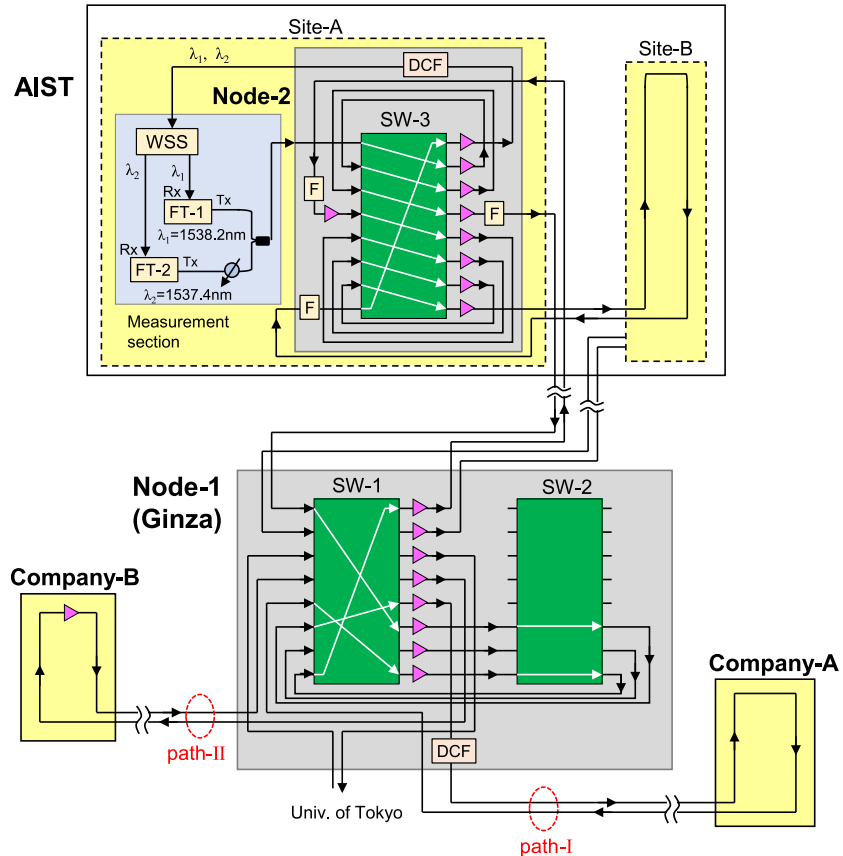 Site-A
Site-B
AIST
λ1, λ2
DCF
Node-2
SW-3
WSS
λ2
λ1
Rx
Tx
FT-1
F
F
λ1=1538.2nm
Rx
Tx
FT-2
λ2=1537.4nm
F
Measurement
section
Node-1
(Ginza)
SW-1
SW-2
Company-B
Company-A
path-II
DCF
Univ. of Tokyo
path-I